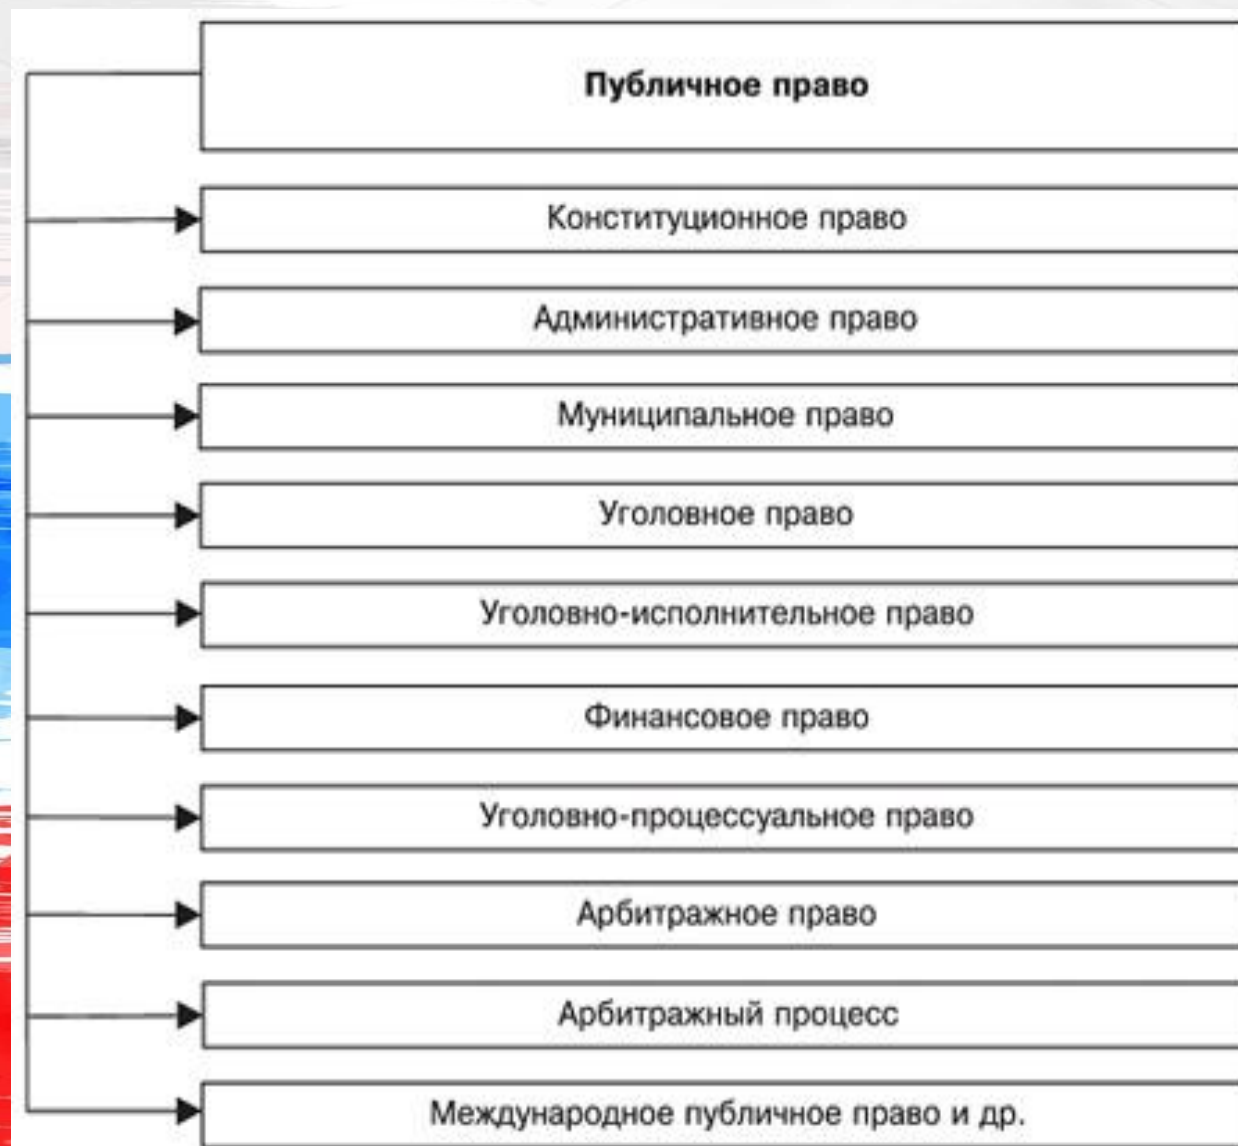 Публичное право
Конституционное право
Административное право
Муниципальное право
Уголовное право
Уголовно-исполнительное право
Финансовое право
Уголовно-процессуальное право
Арбитражное право
Арбитражный процесс
Международное публичное право и др.